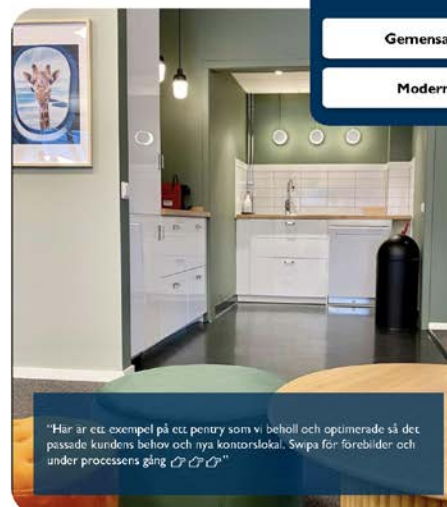 Gemensa
Modern
"Här är ett exempel på ett pentry som vi behöll och optimerade så det
passade kundens behov och nya kontorslokal. Swipa för förebilder och
under processens gång 👉👉👉"